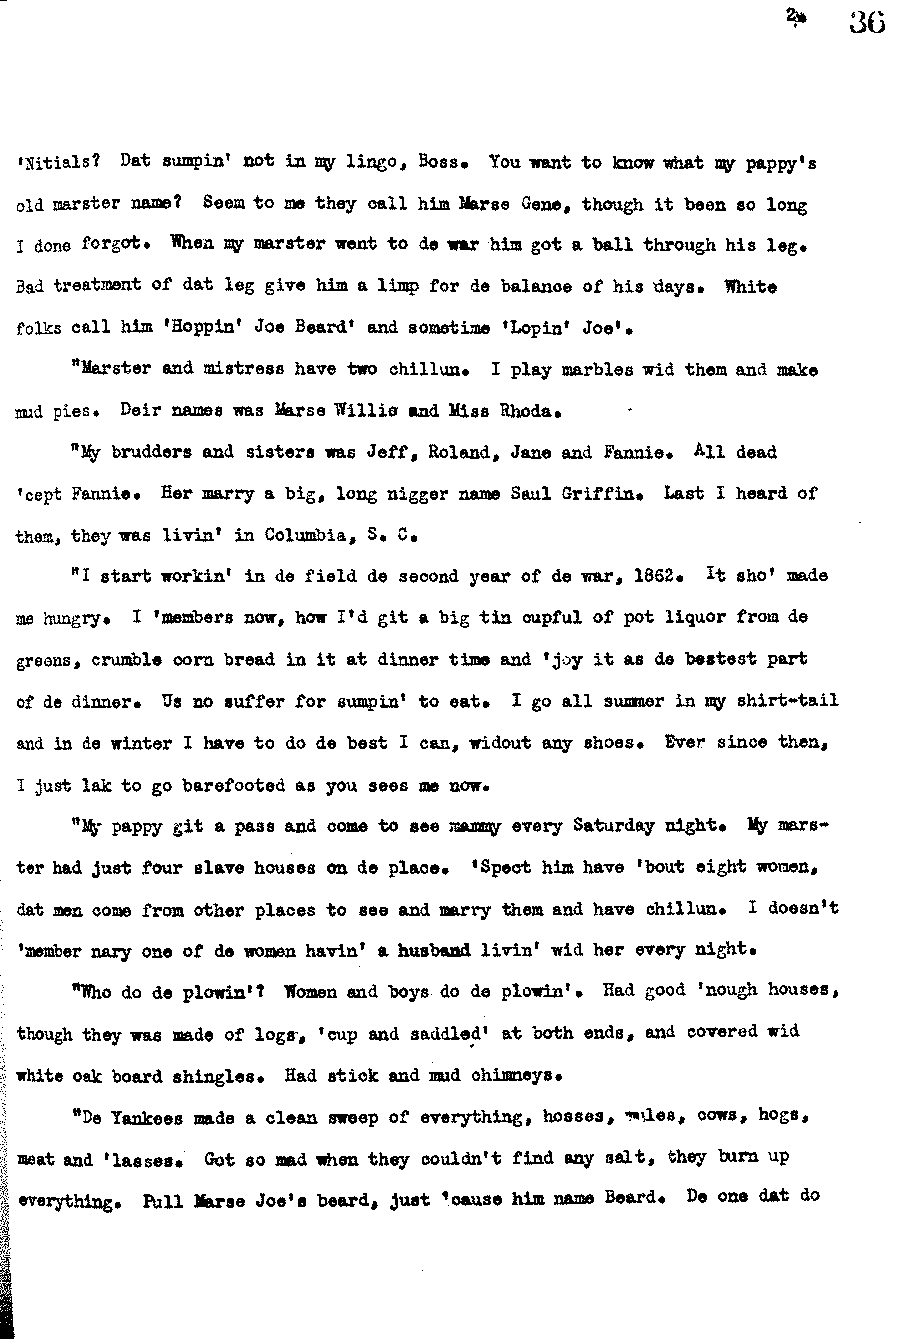 2.
36
'Nitials? Dat sumpin' not in my lingo, Boss. You want to know what my pappy's
old marster name? Seem to me they call him Marse Gene, though it been so long
I done forgot. When my marster went to de war him got a ball through his leg.
Bad treatment of dat leg give him a limp for de balance of his days. White
folks call him 'Hoppin' Joe Beard' and sometime 'Lopin' Joe'.
"Marster and mistress have two chillun. I play marbles wid them and make
mud pies. Deir names was Marse Willie and Miss Rhoda.
"My brudders and sisters was Jeff, Roland, Jane and Fannie. All dead
'cept Fannie. Her marry a big, long nigger name Saul Griffin. Last I heard of
them, they was livin' in Columbia, S. C.
"I start workin' in de field de second year of de war, 1862. It sho' made
me hungry. I 'members now, how I'd git a big tin cupful of pot liquor from de
greens, crumble corn bread in it at dinner time and 'joy it as de bestest part
of de dinner. Us no suffer for sumpin' to eat. I go all summer in my shirt-tail
and in de winter I have to do de best I can, widout any shoes. Ever since then,
I just lak to go barefooted as you sees me now.
"My pappy git a pass and come to see mammy every Saturday night. My mars-
ter had just four slave houses on de place. 'Spect him have 'bout eight women,
dat men come from other places to see and marry them and have chillun. I doesn't
'member nary one of de women havin' a husband livin' wid her every night.
"Who do de plowin'? Women and boys do de plowin'. Had good 'nough houses,
though they was made of logs, 'cup and saddled' at both ends, and covered wid
white oak board shingles. Had stick and mud chimneys.
"De Yankees made a clean sweep of everything, hosses, mules, cows, hogs,
meat and 'lasses. Got so mad when they couldn't find any salt, they burn up
everything. Pull Marse Joe's beard, just 'cause him name Beard. De one dat do